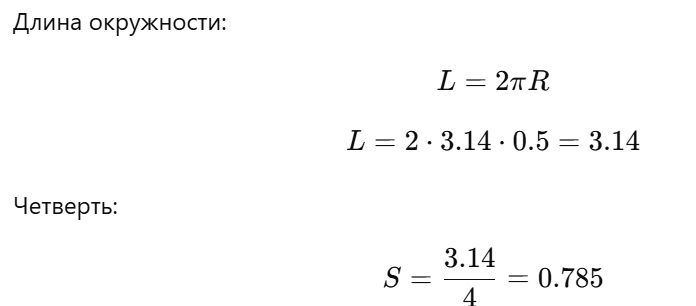 Длина окружности:
L = 2πR
L = 2 · 3.14 · 0.5 = 3.14
Четверть:
S = 3.14/4 = 0.785